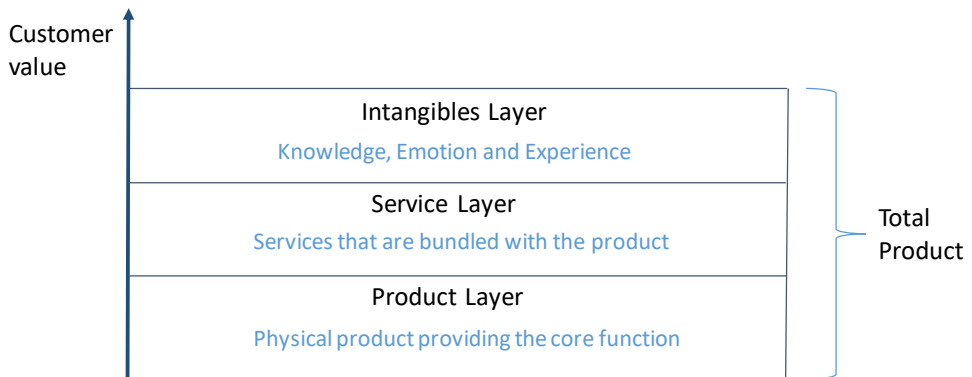 Customer
value
Intangibles Layer
Knowledge, Emotion and Experience
Service Layer
Services that are bundled with the product
Total
Product
Product Layer
Physical product providing the core function